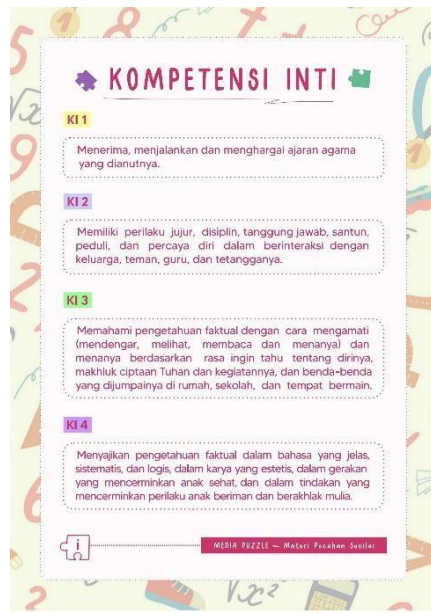 KOMPETENSI INTI
KI 1
Menerima, menjalankan dan menghargai ajaran agama
yang dianutnya.
KI 2
Memiliki perilaku jujur, disiplin, tanggung jawab, santun,
peduli, dan percaya diri dalam berinteraksi dengan
keluarga, teman, guru, dan tetangganya.
KI 3
Memahami pengetahuan faktual dengan cara mengamati
(mendengar, melihat, membaca dan menanya) dan
menanya berdasarkan rasa ingin tahu tentang dirinya,
makhluk ciptaan Tuhan dan kegiatannya, dan benda-benda
yang dijumpainya di rumah, sekolah, dan tempat bermain.
KI 4
Menyajikan pengetahuan faktual dalam bahasa yang jelas,
sistematis, dan logis, dalam karya yang estetis, dalam gerakan
yang mencerminkan anak sehat, dan dalam tindakan yang
mencerminkan perilaku anak beriman dan berakhlak mulia.
i
MEDIA PUZZLE — Materi Pecahan Senilai
√x2